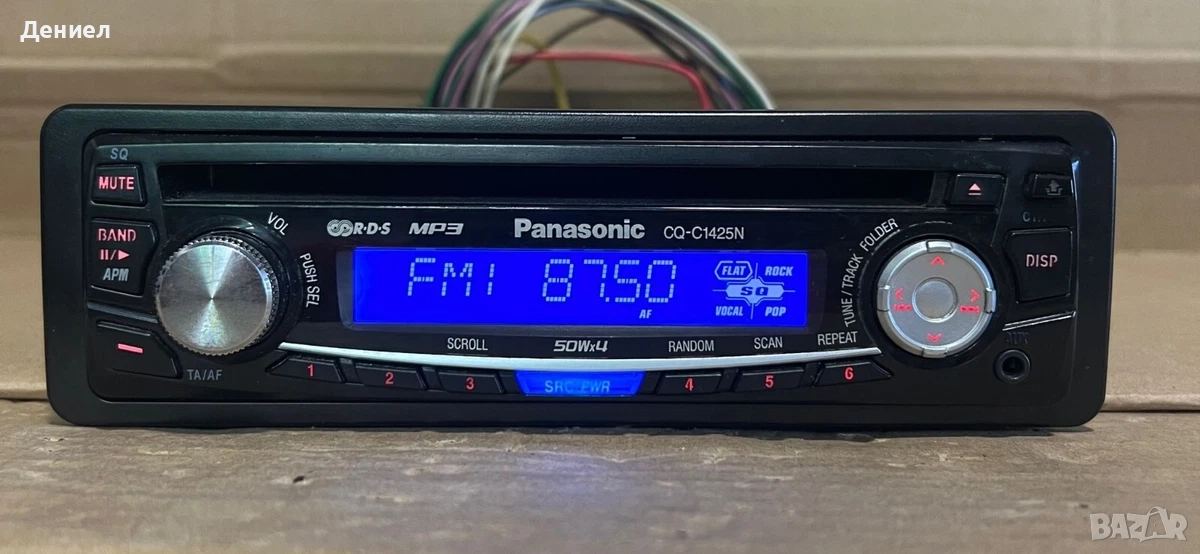 Дениел
SQ
MUTE
BAND
II/▶
APM
TA/AF
VOL
PUSH SEL
R·D·S MP3 Panasonic CQ-C1425N
FM1 87.50
AF
FLAT ROCK
SQ
VOCAL POP
SCROLL 50Wx4 RANDOM SCAN REPEAT
1 2 3 SRC PWR 4 5 6
TUNE/TRACK FOLDER
DISP
AUX
BAZAR